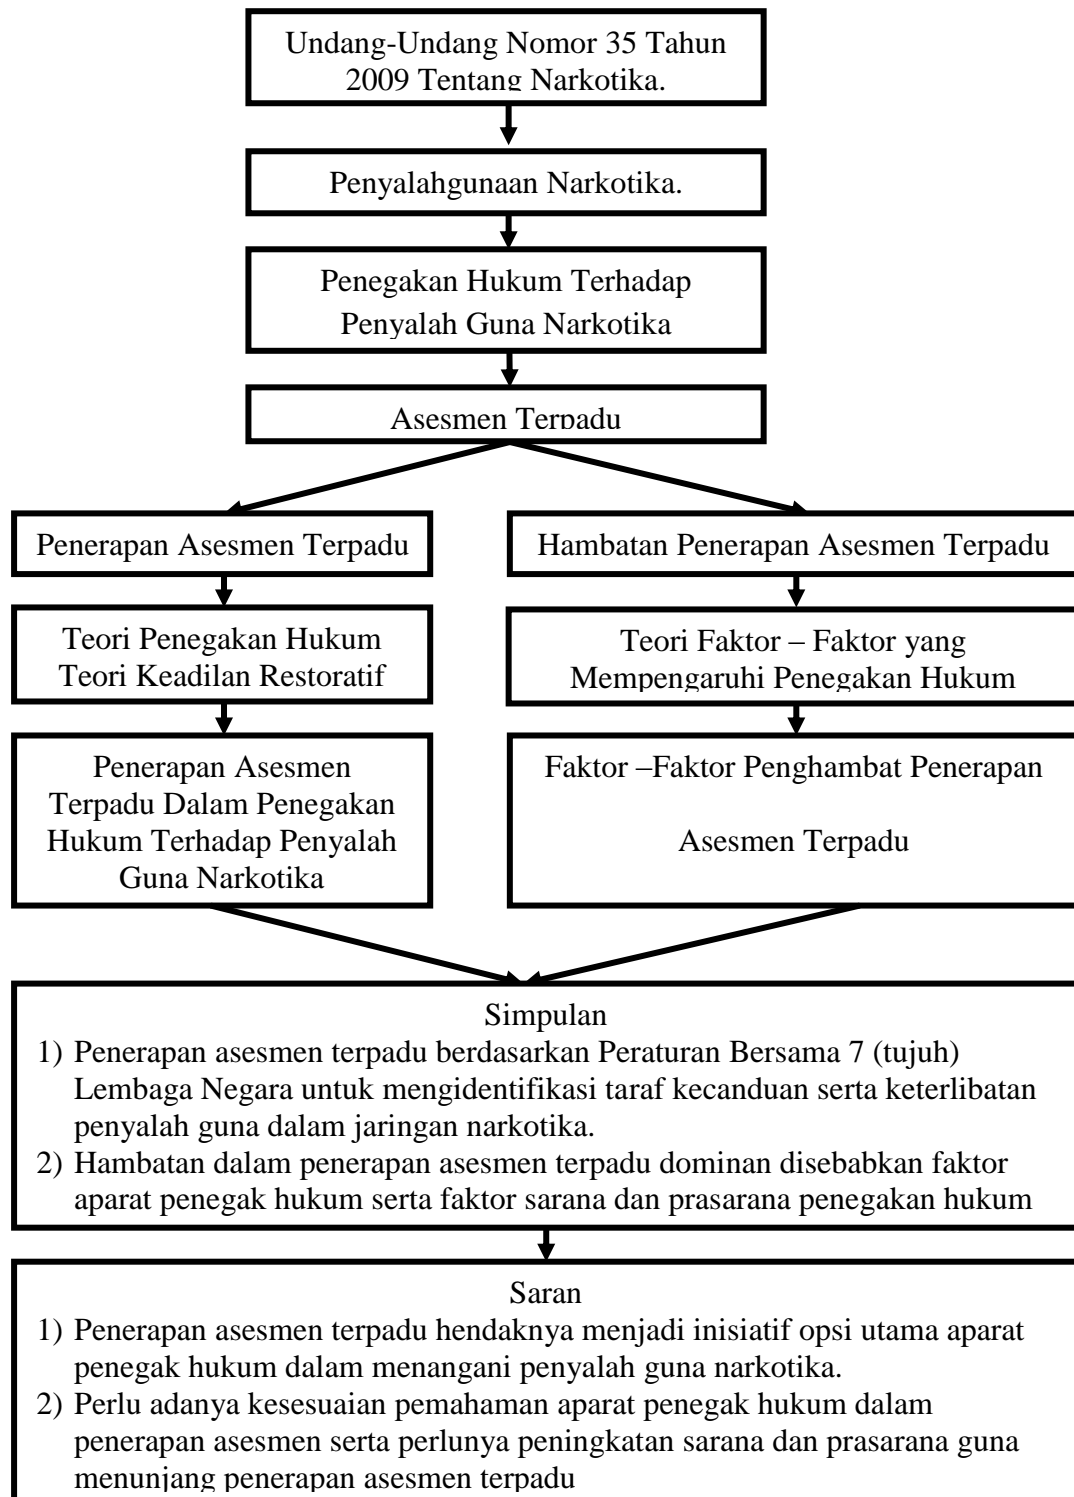 Undang-Undang Nomor 35 Tahun
2009 Tentang Narkotika.
Penyalahgunaan Narkotika.
Penegakan Hukum Terhadap
Penyalah Guna Narkotika
Asesmen Terpadu
Penerapan Asesmen Terpadu
Hambatan Penerapan Asesmen Terpadu
Teori Penegakan Hukum
Teori Keadilan Restoratif
Teori Faktor – Faktor yang
Mempengaruhi Penegakan Hukum
Penerapan Asesmen
Terpadu Dalam Penegakan
Hukum Terhadap Penyalah
Guna Narkotika
Faktor –Faktor Penghambat Penerapan
Asesmen Terpadu
Simpulan
1) Penerapan asesmen terpadu berdasarkan Peraturan Bersama 7 (tujuh)
Lembaga Negara untuk mengidentifikasi taraf kecanduan serta keterlibatan
penyalah guna dalam jaringan narkotika.
2) Hambatan dalam penerapan asesmen terpadu dominan disebabkan faktor
aparat penegak hukum serta faktor sarana dan prasarana penegakan hukum
Saran
1) Penerapan asesmen terpadu hendaknya menjadi inisiatif opsi utama aparat
penegak hukum dalam menangani penyalah guna narkotika.
2) Perlu adanya kesesuaian pemahaman aparat penegak hukum dalam
penerapan asesmen serta perlunya peningkatan sarana dan prasarana guna
menunjang penerapan asesmen terpadu